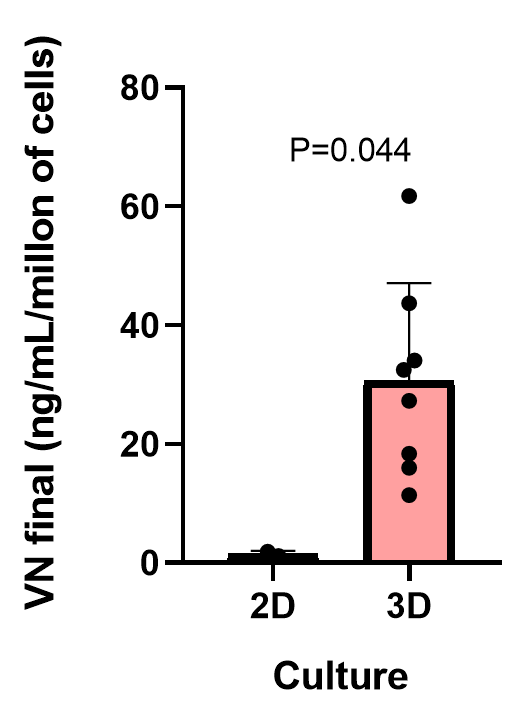 VN final (ng/mL/millon of cells)
80
P=0.044
60
40
20
0
2D
3D
Culture